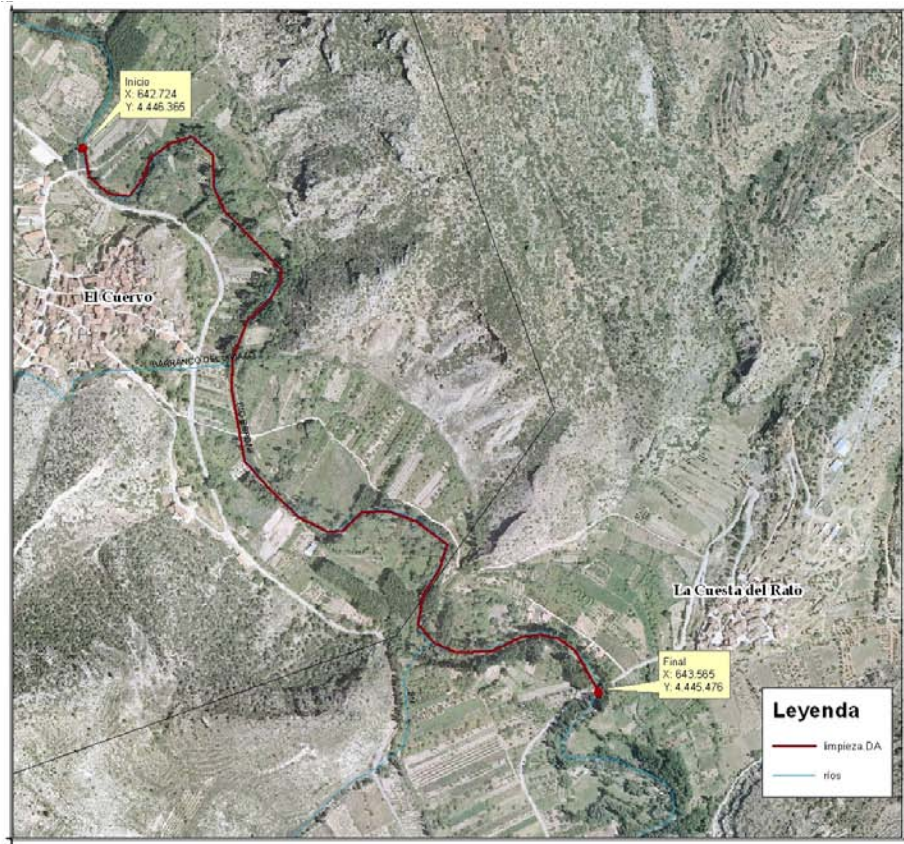 Inicio
X: 642.724
Y: 4.446.365
El Cuervo
La Cuesta del Rato
Final
X: 643.565
Y: 4.445.476
Leyenda
limpieza DA
ríos